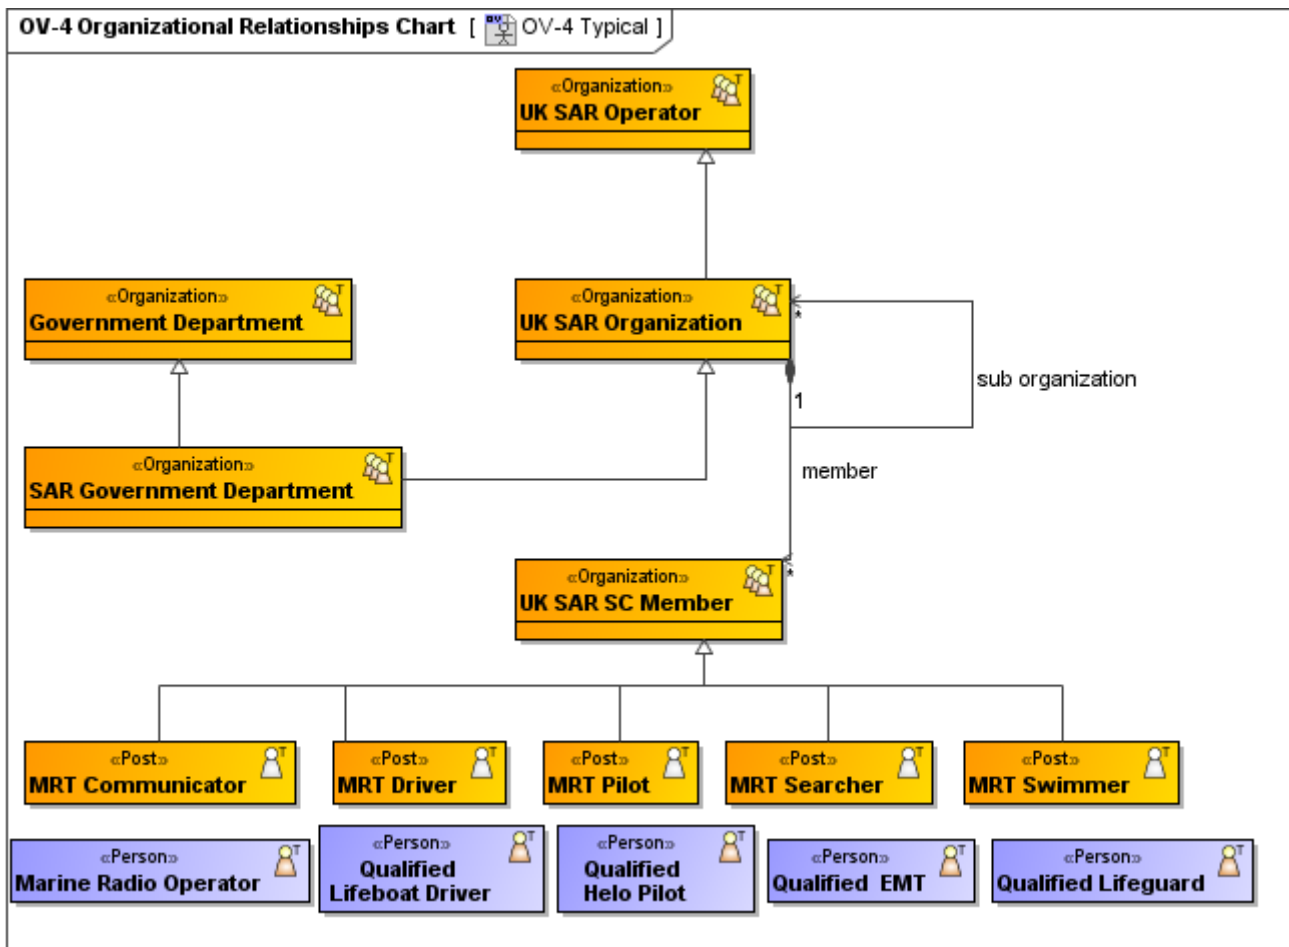 OV-4 Organizational Relationships Chart [ OV-4 Typical ]
«Organization»
UK SAR Operator
«Organization»
Government Department
«Organization»
UK SAR Organization
*
1
sub organization
«Organization»
SAR Government Department
member
*
«Organization»
UK SAR SC Member
«Post»
MRT Communicator
«Post»
MRT Driver
«Post»
MRT Pilot
«Post»
MRT Searcher
«Post»
MRT Swimmer
«Person»
Marine Radio Operator
«Person»
Qualified
Lifeboat Driver
«Person»
Qualified
Helo Pilot
«Person»
Qualified EMT
«Person»
Qualified Lifeguard